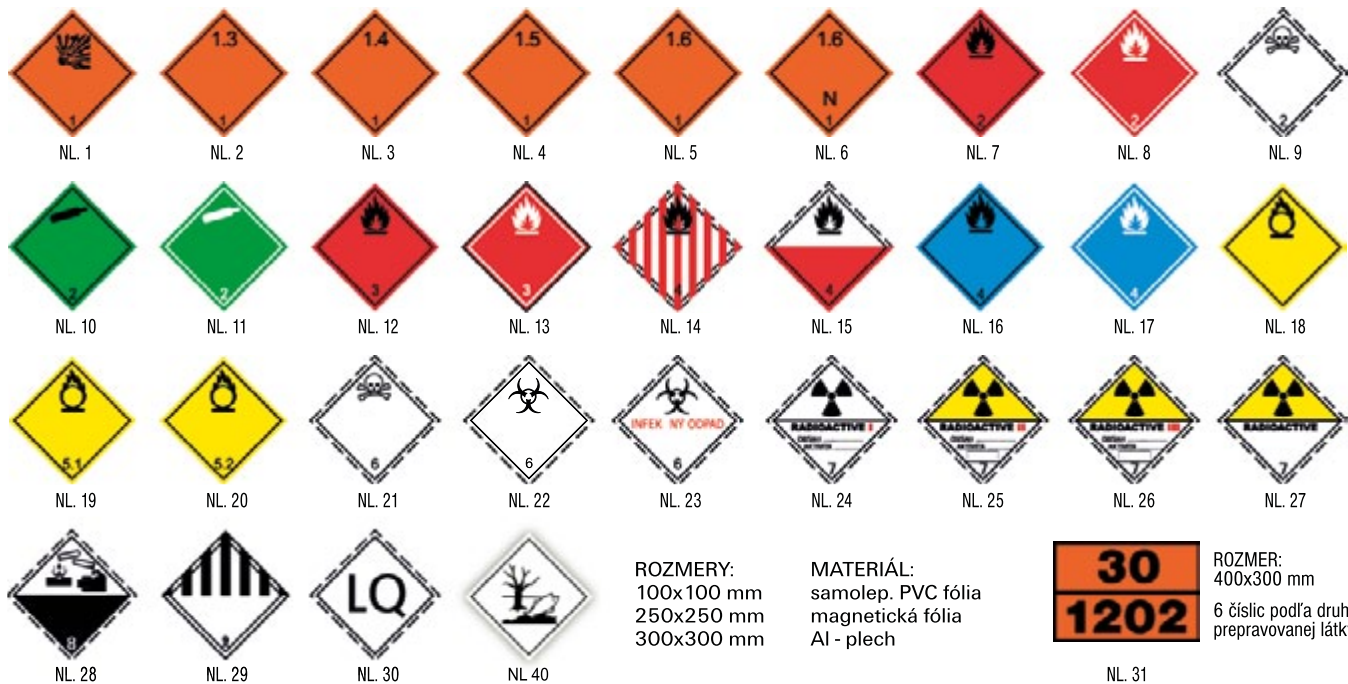 1
1.3
1
1.4
1
1.5
1
1.6
1
1.6
N
1
2
2
2
NL. 1
NL. 2
NL. 3
NL. 4
NL. 5
NL. 6
NL. 7
NL. 8
NL. 9
2
2
3
3
4
4
4
4
NL. 10
NL. 11
NL. 12
NL. 13
NL. 14
NL. 15
NL. 16
NL. 17
NL. 18
5.1
5.2
6
6
INFEK NY ODPAD
6
RADIOACTIVE I
7
RADIOACTIVE II
7
RADIOACTIVE III
7
RADIOACTIVE
7
NL. 19
NL. 20
NL. 21
NL. 22
NL. 23
NL. 24
NL. 25
NL. 26
NL. 27
8
9
LQ
NL. 28
NL. 29
NL. 30
NL 40
ROZMERY:
100x100 mm
250x250 mm
300x300 mm
MATERIÁL:
samolep. PVC fólia
magnetická fólia
Al - plech
30
1202
NL. 31
ROZMER:
400x300 mm
6 číslic podľa druh
prepravovanej látk